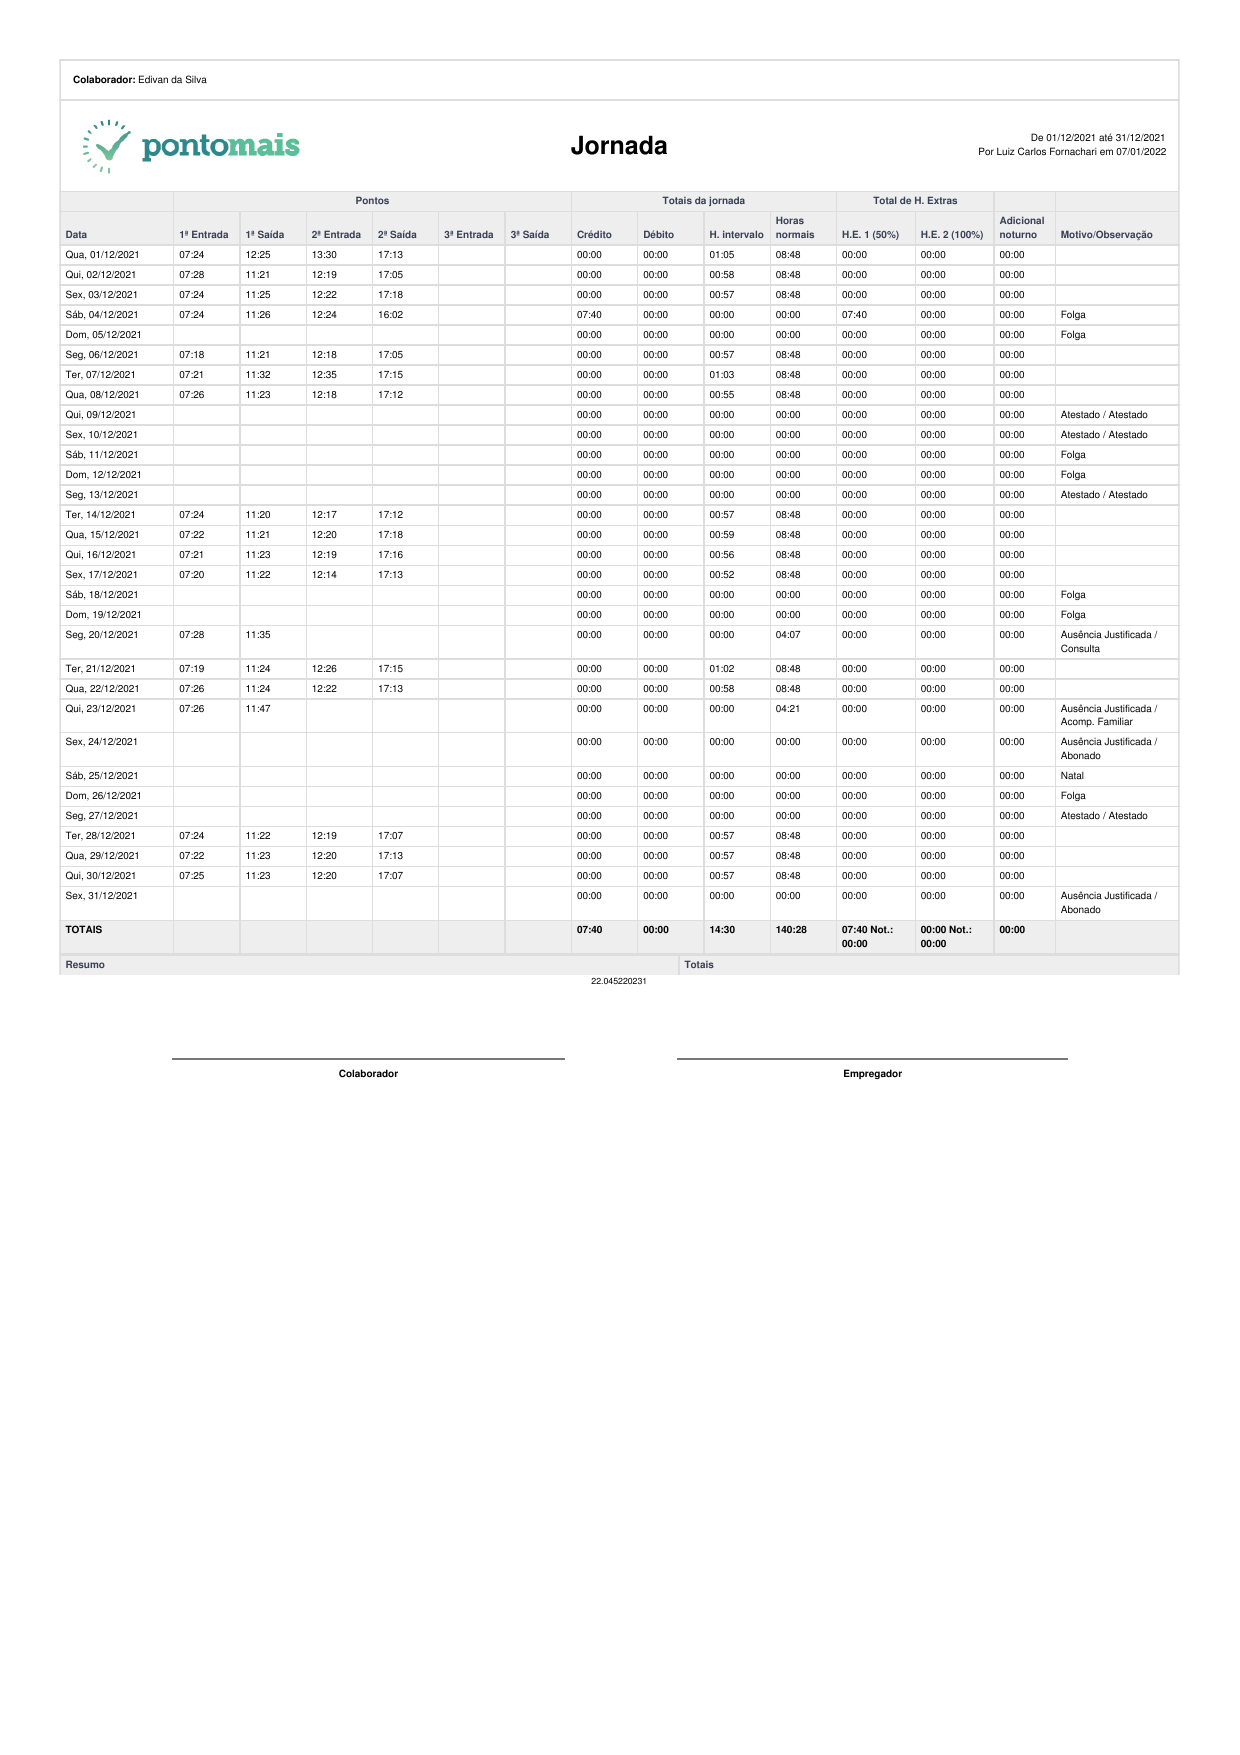 Colaborador: Edivan da Silva
pontomais
Jornada
De 01/12/2021 até 31/12/2021
Por Luiz Carlos Fornachari em 07/01/2022
Pontos Totais da jornada Total de H. Extras
Data 1ª Entrada 1ª Saída 2ª Entrada 2ª Saída 3ª Entrada 3ª Saída Crédito Débito H. intervalo Horas normais H.E. 1 (50%) H.E. 2 (100%) Adicional noturno Motivo/Observação
Qua, 01/12/2021 07:24 12:25 13:30 17:13 00:00 00:00 01:05 08:48 00:00 00:00 00:00
Qui, 02/12/2021 07:28 11:21 12:19 17:05 00:00 00:00 00:58 08:48 00:00 00:00 00:00
Sex, 03/12/2021 07:24 11:25 12:22 17:18 00:00 00:00 00:57 08:48 00:00 00:00 00:00
Sáb, 04/12/2021 07:24 11:26 12:24 16:02 07:40 00:00 00:00 00:00 07:40 00:00 00:00 Folga
Dom, 05/12/2021 00:00 00:00 00:00 00:00 00:00 00:00 00:00 Folga
Seg, 06/12/2021 07:18 11:21 12:18 17:05 00:00 00:00 00:57 08:48 00:00 00:00 00:00
Ter, 07/12/2021 07:21 11:32 12:35 17:15 00:00 00:00 01:03 08:48 00:00 00:00 00:00
Qua, 08/12/2021 07:26 11:23 12:18 17:12 00:00 00:00 00:55 08:48 00:00 00:00 00:00
Qui, 09/12/2021 00:00 00:00 00:00 00:00 00:00 00:00 00:00 Atestado / Atestado
Sex, 10/12/2021 00:00 00:00 00:00 00:00 00:00 00:00 00:00 Atestado / Atestado
Sáb, 11/12/2021 00:00 00:00 00:00 00:00 00:00 00:00 00:00 Folga
Dom, 12/12/2021 00:00 00:00 00:00 00:00 00:00 00:00 00:00 Folga
Seg, 13/12/2021 00:00 00:00 00:00 00:00 00:00 00:00 00:00 Atestado / Atestado
Ter, 14/12/2021 07:24 11:20 12:17 17:12 00:00 00:00 00:57 08:48 00:00 00:00 00:00
Qua, 15/12/2021 07:22 11:21 12:20 17:18 00:00 00:00 00:59 08:48 00:00 00:00 00:00
Qui, 16/12/2021 07:21 11:23 12:19 17:16 00:00 00:00 00:56 08:48 00:00 00:00 00:00
Sex, 17/12/2021 07:20 11:22 12:14 17:13 00:00 00:00 00:52 08:48 00:00 00:00 00:00
Sáb, 18/12/2021 00:00 00:00 00:00 00:00 00:00 00:00 00:00 Folga
Dom, 19/12/2021 00:00 00:00 00:00 00:00 00:00 00:00 00:00 Folga
Seg, 20/12/2021 07:28 11:35 00:00 00:00 00:00 04:07 00:00 00:00 00:00 Ausência Justificada /
Consulta
Ter, 21/12/2021 07:19 11:24 12:26 17:15 00:00 00:00 01:02 08:48 00:00 00:00 00:00
Qua, 22/12/2021 07:26 11:24 12:22 17:13 00:00 00:00 00:58 08:48 00:00 00:00 00:00
Qui, 23/12/2021 07:26 11:47 00:00 00:00 00:00 04:21 00:00 00:00 00:00 Ausência Justificada /
Acomp. Familiar
Sex, 24/12/2021 00:00 00:00 00:00 00:00 00:00 00:00 00:00 Ausência Justificada /
Abonado
Sáb, 25/12/2021 00:00 00:00 00:00 00:00 00:00 00:00 00:00 Natal
Dom, 26/12/2021 00:00 00:00 00:00 00:00 00:00 00:00 00:00 Folga
Seg, 27/12/2021 00:00 00:00 00:00 00:00 00:00 00:00 00:00 Atestado / Atestado
Ter, 28/12/2021 07:24 11:22 12:19 17:07 00:00 00:00 00:57 08:48 00:00 00:00 00:00
Qua, 29/12/2021 07:22 11:23 12:20 17:13 00:00 00:00 00:57 08:48 00:00 00:00 00:00
Qui, 30/12/2021 07:25 11:23 12:20 17:07 00:00 00:00 00:57 08:48 00:00 00:00 00:00
Sex, 31/12/2021 00:00 00:00 00:00 00:00 00:00 00:00 00:00 Ausência Justificada /
Abonado
TOTAIS 07:40 00:00 14:30 140:28 07:40 Not.: 00:00 Not.: 00:00
00:00 00:00
Resumo Totais
22.045220231
Colaborador Empregador